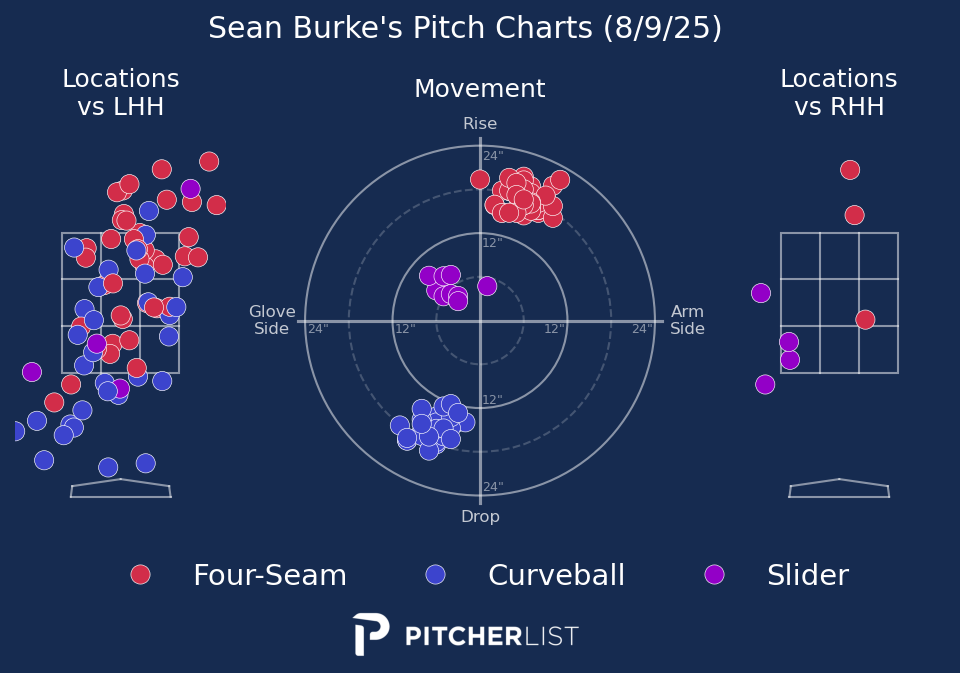 Sean Burke's Pitch Charts (8/9/25)
Locations
vs LHH
Movement
Locations
vs RHH
Rise
24"
12"
Glove
Side
24"
12"
12"
24"
Arm
Side
12"
24"
Drop
Four-Seam
Curveball
Slider
PITCHERLIST